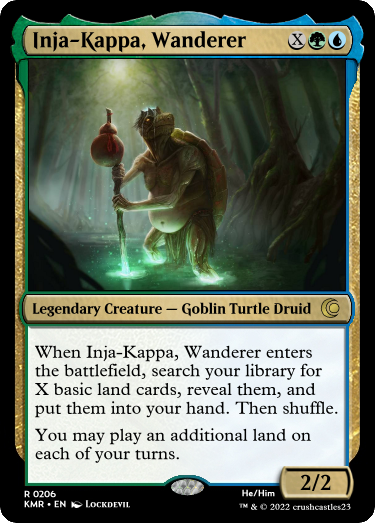 Inja-Kappa, Wanderer X
Legendary Creature — Goblin Turtle Druid
When Inja-Kappa, Wanderer enters
the battlefield, search your library for
X basic land cards, reveal them, and
put them into your hand. Then shuffle.
You may play an additional land on
each of your turns.
2/2
R 0206
KMR • EN Lockdevil
He/Him
™ & © 2022 crushcastles23